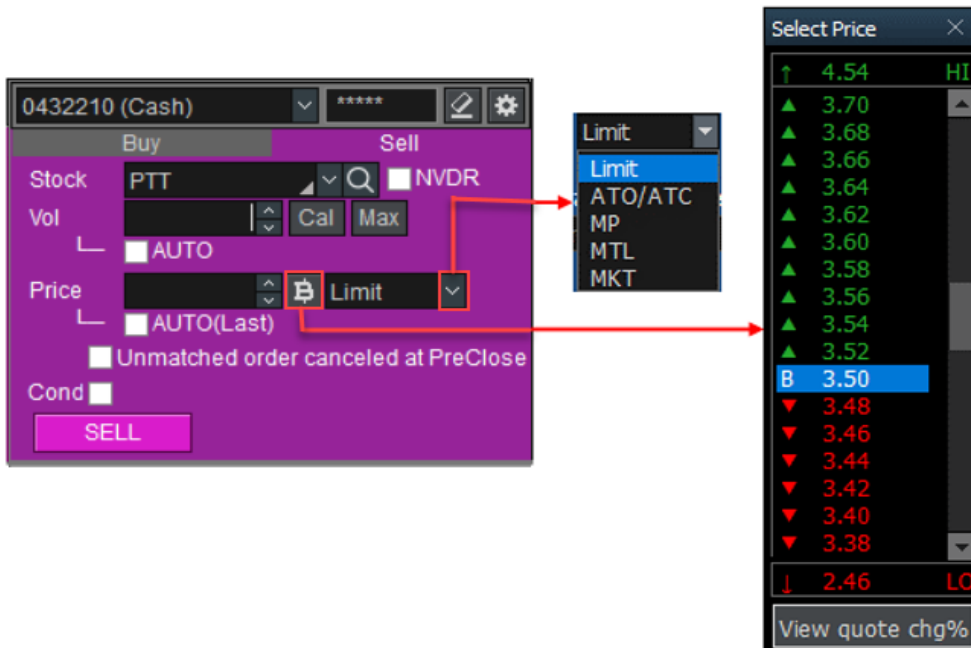 0432210 (Cash) *****
Buy Sell
Stock PTT NVDR
Vol Cal Max
AUTO
Price B Limit
AUTO(Last)
Unmatched order canceled at PreClose
Cond
SELL
Limit
Limit
ATO/ATC
MP
MTL
MKT
Select Price
↑ 4.54 HI
▲ 3.70
▲ 3.68
▲ 3.66
▲ 3.64
▲ 3.62
▲ 3.60
▲ 3.58
▲ 3.56
▲ 3.54
▲ 3.52
B 3.50
▼ 3.48
▼ 3.46
▼ 3.44
▼ 3.42
▼ 3.40
▼ 3.38
↓ 2.46 LO
View quote chg%